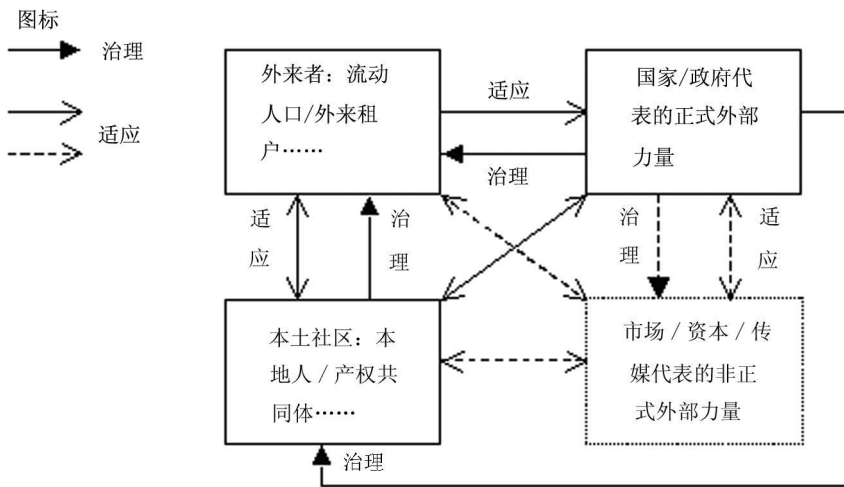 图标
治理
适应
外来者：流动
人口/外来租
户……
适应
治理
国家/政府代
表的正式外部
力量
适
应
治
理
治
理
适
应
本土社区：本
地人 / 产权共
同体……
市场 / 资本 / 传
媒代表的非正
式外部力量
治理